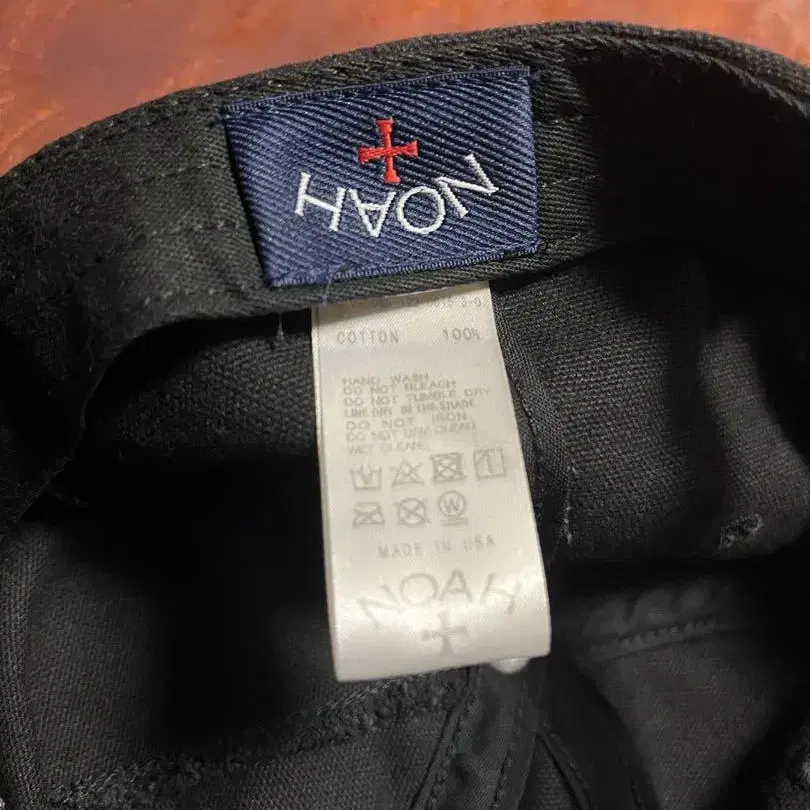 NOAH
COTTON 100%
HAND WASH
DO NOT BLEACH
DO NOT TUMBLE DRY
LINE DRY IN THE SHADE
DO NOT IRON
DO NOT DRY CLEAN
WET CLEAN
W
MADE IN USA
NOAH